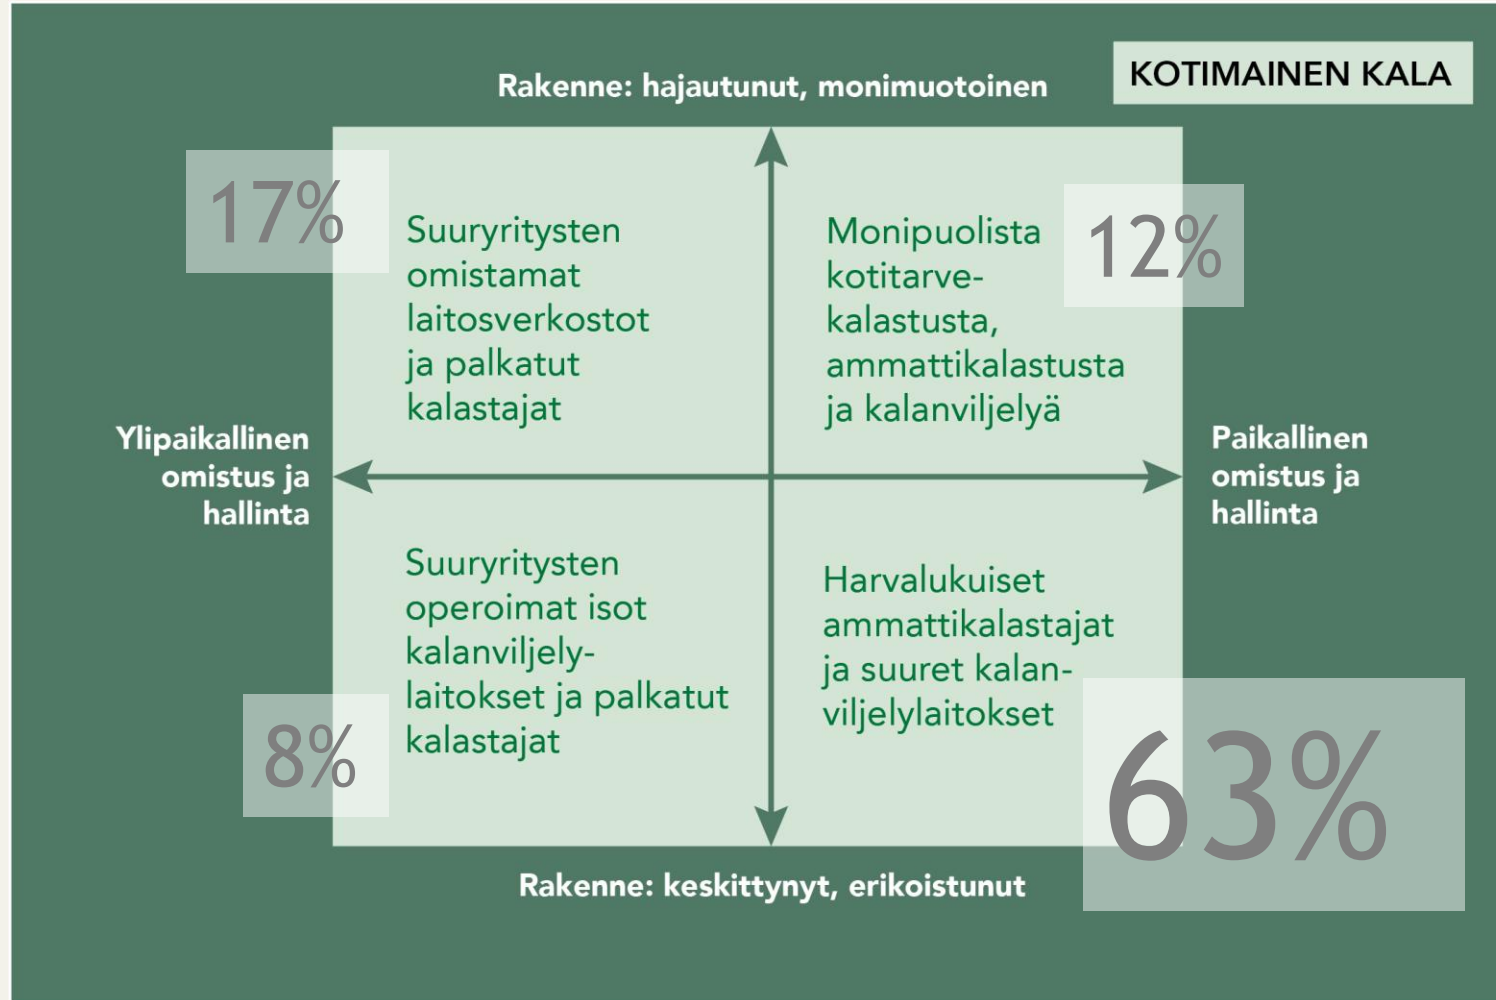 KOTIMAINEN KALA
Rakenne: hajautunut, monimuotoinen
17%
Suuryritysten
omistamat
laitosverkostot
ja palkatut
kalastajat
12%
Monipuolista
kotitarve-
kalastusta,
ammattikalastusta
ja kalanviljelyä
Ylipaikallinen
omistus ja
hallinta
Paikallinen
omistus ja
hallinta
Suuryritysten
operoimat isot
kalanviljely-
laitokset ja palkatut
kalastajat
8%
Harvalukuiset
ammattikalastajat
ja suuret kalan-
viljelylaitokset
63%
Rakenne: keskittynyt, erikoistunut